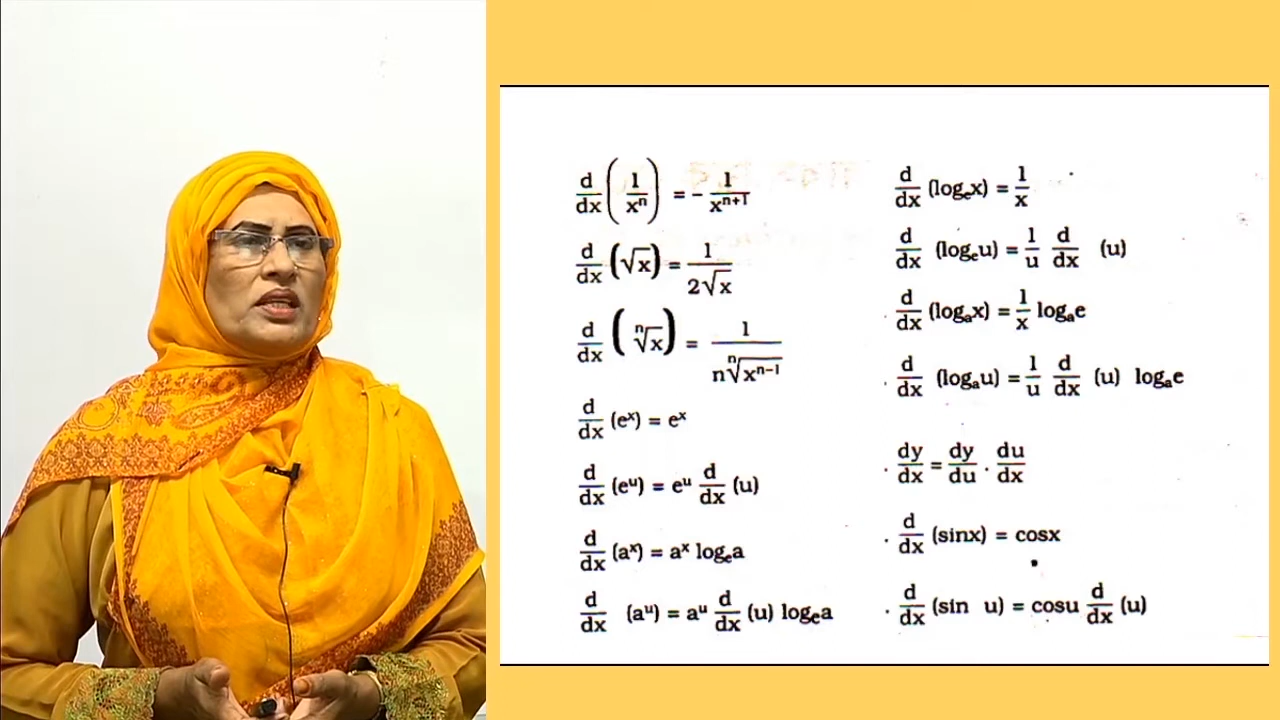 d/dx (1/xⁿ) = - 1/xⁿ⁺¹
d/dx (√x) = 1/2√x
d/dx (ⁿ√x) = 1/n ⁿ√xⁿ⁻¹
d/dx (eˣ) = eˣ
d/dx (eᵘ) = eᵘ d/dx (u)
d/dx (aˣ) = aˣ logₑa
d/dx (aᵘ) = aᵘ d/dx (u) logₑa
d/dx (logₑx) = 1/x
d/dx (logₑu) = 1/u d/dx (u)
d/dx (logₐx) = 1/x logₐe
d/dx (logₐu) = 1/u d/dx (u) logₐe
dy/dx = dy/du . du/dx
d/dx (sinx) = cosx
d/dx (sin u) = cosu d/dx (u)